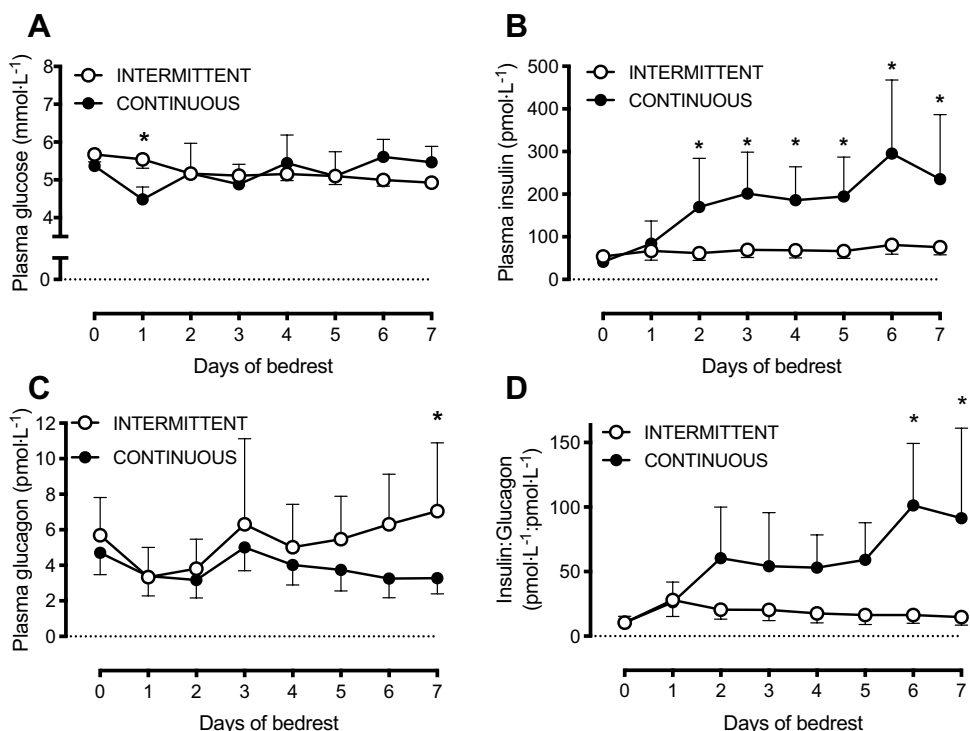 A
Plasma glucose (mmol·L⁻¹)
8
7
6
5
4
0
INTERMITTENT
CONTINUOUS
*
0 1 2 3 4 5 6 7
Days of bedrest
B
Plasma insulin (pmol·L⁻¹)
500
400
300
200
100
0
INTERMITTENT
CONTINUOUS
* * * * * *
0 1 2 3 4 5 6 7
Days of bedrest
C
Plasma glucagon (pmol·L⁻¹)
12
10
8
6
4
2
0
INTERMITTENT
CONTINUOUS
*
0 1 2 3 4 5 6 7
Days of bedrest
D
Insulin:Glucagon
(pmol·L⁻¹:pmol·L⁻¹)
150
100
50
0
INTERMITTENT
CONTINUOUS
* *
0 1 2 3 4 5 6 7
Days of bedrest